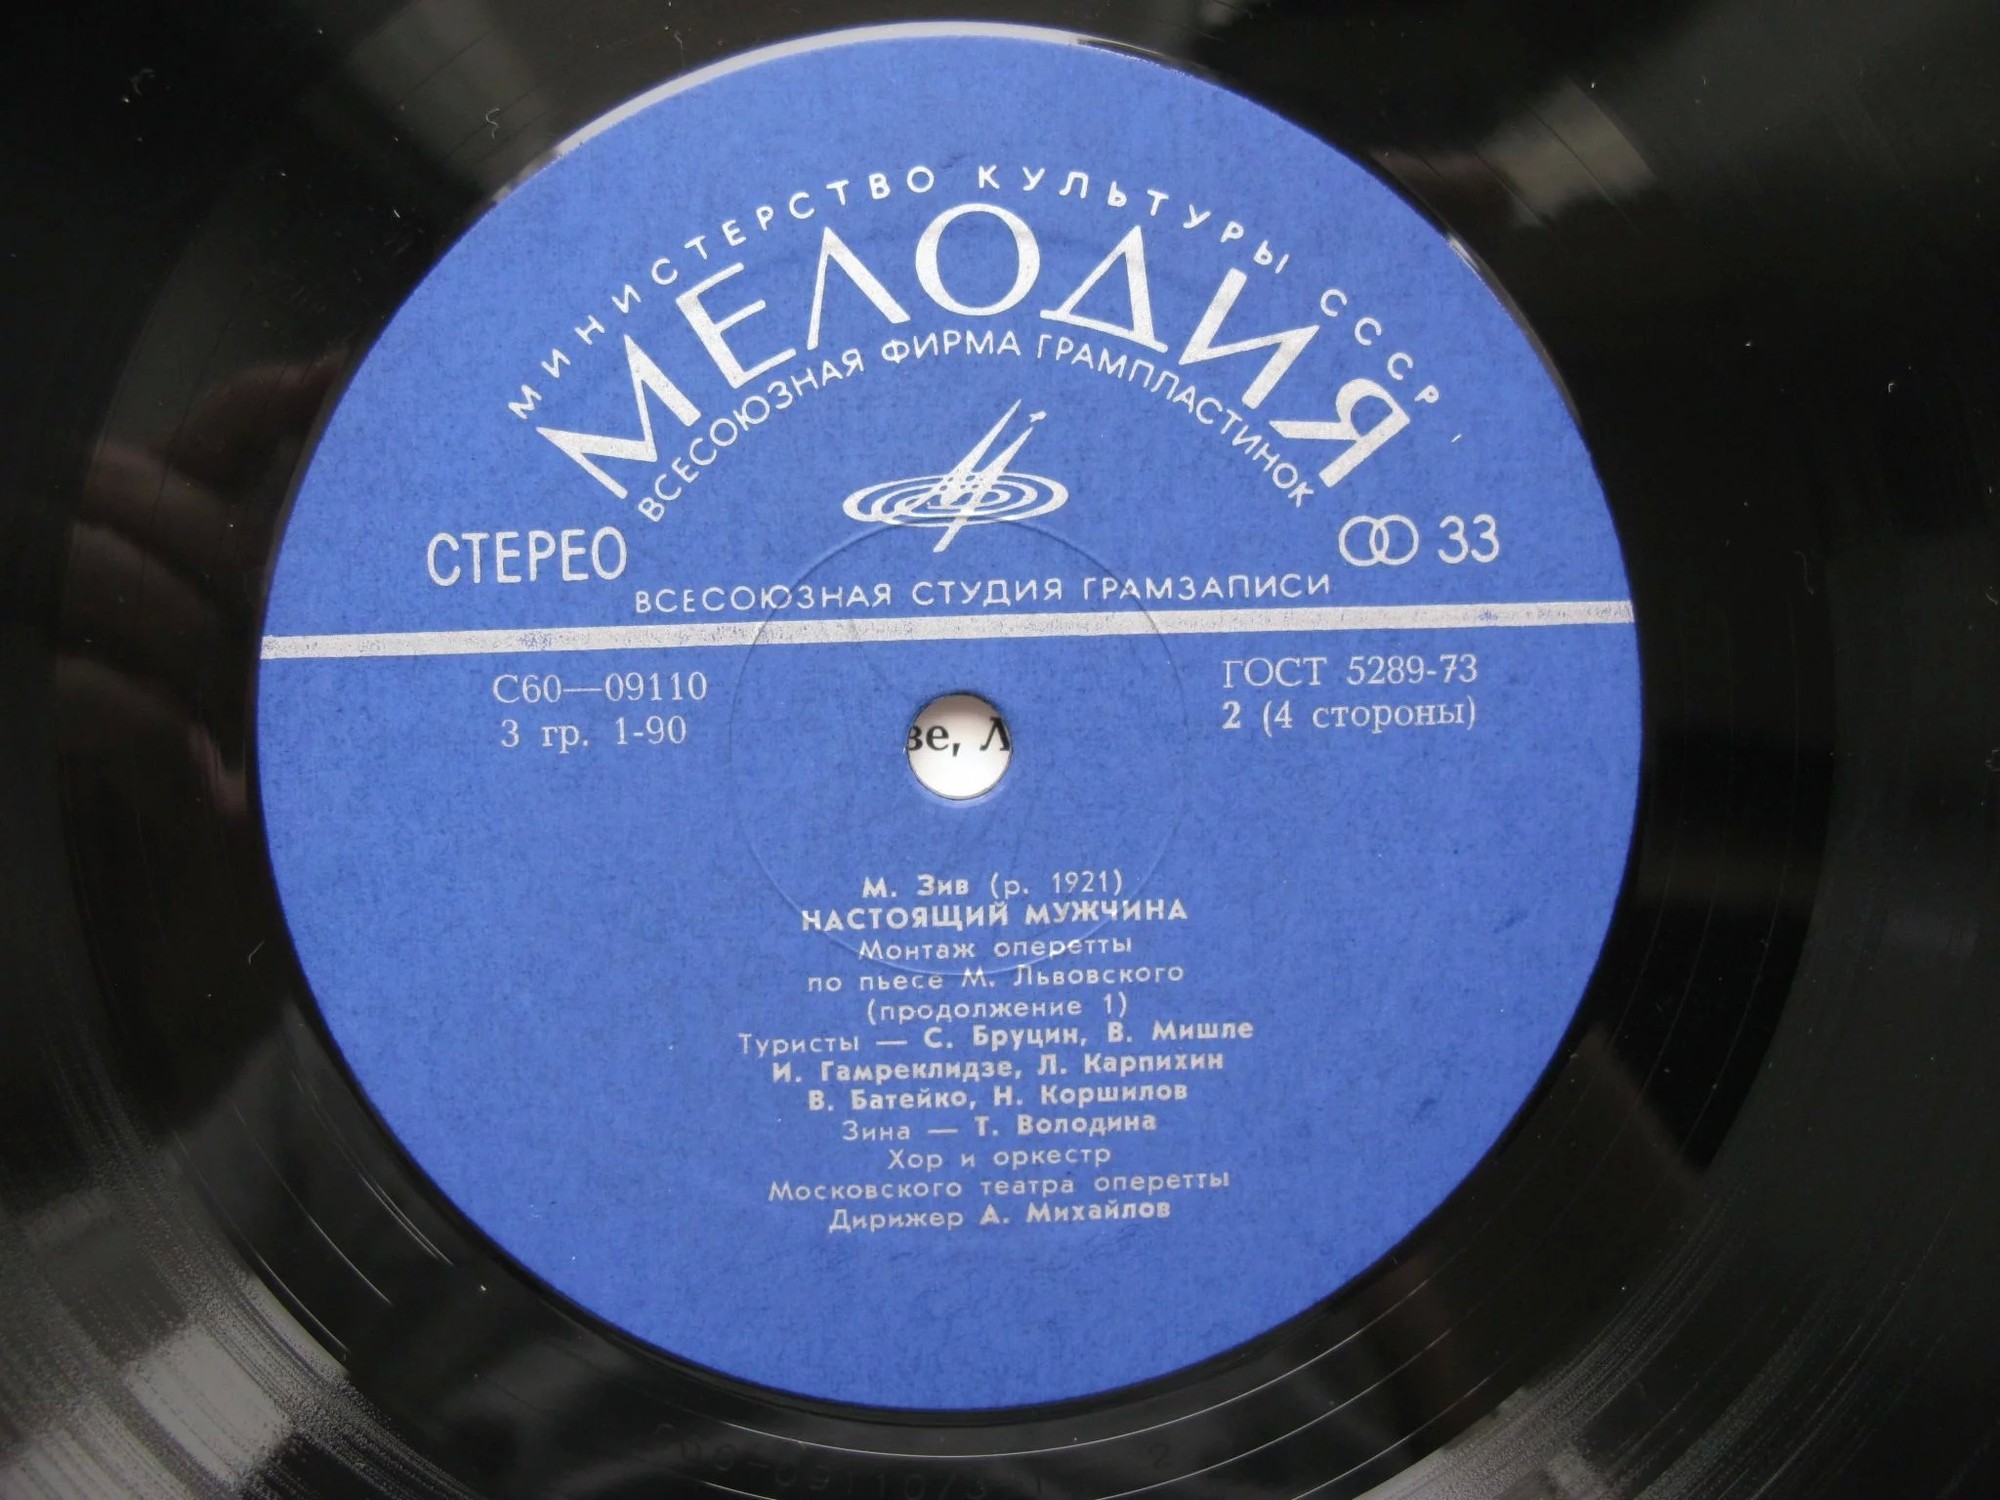 МИНИСТЕРСТВО КУЛЬТУРЫ СССР
МЕЛОДИЯ
ВСЕСОЮЗНАЯ ФИРМА ГРАМПЛАСТИНОК
СТЕРЕО
33
ВСЕСОЮЗНАЯ СТУДИЯ ГРАМЗАПИСИ
С60—09110
ГОСТ 5289-73
3 гр. 1-90
2 (4 стороны)
зе, Л
М. Зив (р. 1921)
НАСТОЯЩИЙ МУЖЧИНА
Монтаж оперетты
по пьесе М. Львовского
(продолжение 1)
Туристы — С. Бруцин, В. Мишле
И. Гамреклидзе, Л. Карпихин
В. Батейко, Н. Коршилов
Зина — Т. Володина
Хор и оркестр
Московского театра оперетты
Дирижер А. Михайлов